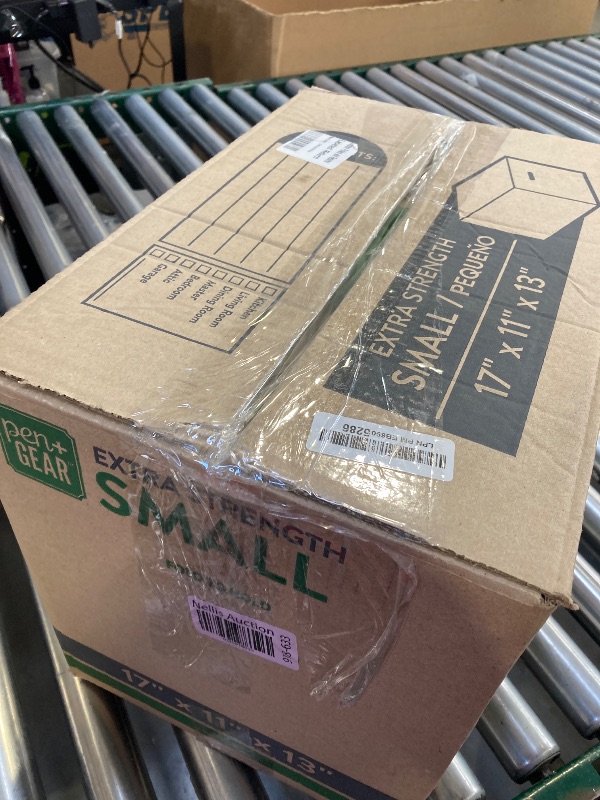 TS:
Kitchen
Living Room
Dining Room
Master
Bedroom
Attic
Garage
EXTRA STRENGTH
SMALL / PEQUEÑO
17" x 11" x 13"
pen+
GEAR
EXTRA STRENGTH
SMALL
Nellis Auction
17" x 11" x 13"